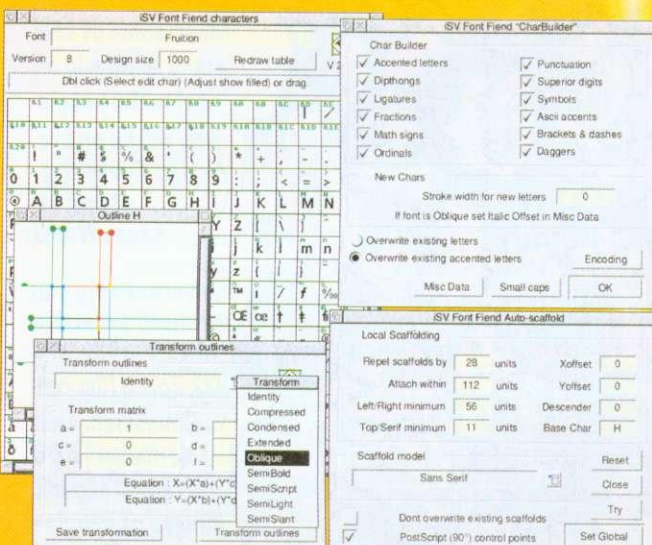 iSV Font Fiend characters
Font Fruition
Version 8 Design size 1000 Redraw table
Dbl click (Select edit char) (Adjust show filled) or drag
! " # $ % & ' ( ) * + , - .
0 1 2 3 4 5 6 7 8 9 : ; < = >
@ A B C D E F G H I J K L M N
Outline H
Y Z [ \ ]
j k l m n
y z { | }
Œ œ † ‡
Transform outlines
Transform outlines
Identity
Transform matrix
a = 1 b =
c = 0 d =
e = 0 f =
Equation : X=(X*a)+(Y*c
Equation : Y=(X*b)+(Y*d
Save transformation Transform outlines
Transform
Identity
Compressed
Condensed
Extended
Oblique
SemiBold
SemiScript
SemiLight
SemiSlant
iSV Font Fiend "CharBuilder"
Char Builder
Accented letters Punctuation
Dipthongs Superior digits
Ligatures Symbols
Fractions Ascii accents
Math signs Brackets & dashes
Ordinals Daggers
New Chars
Stroke width for new letters 0
If font is Oblique set Italic Offset in Misc Data
Overwrite existing letters
Overwrite existing accented letters Encoding
Misc Data Small caps OK
iSV Font Fiend Auto-scaffold
Local Scaffolding
Repel scaffolds by 28 units Xoffset 0
Attach within 112 units Yoffset 0
Left/Right minimum 56 units Descender 0
Top/Serif minimum 11 units Base Char H
Scaffold model Reset
Sans Serif
Close
Try
Dont overwrite existing scaffolds
PostScript (90°) control points Set Global